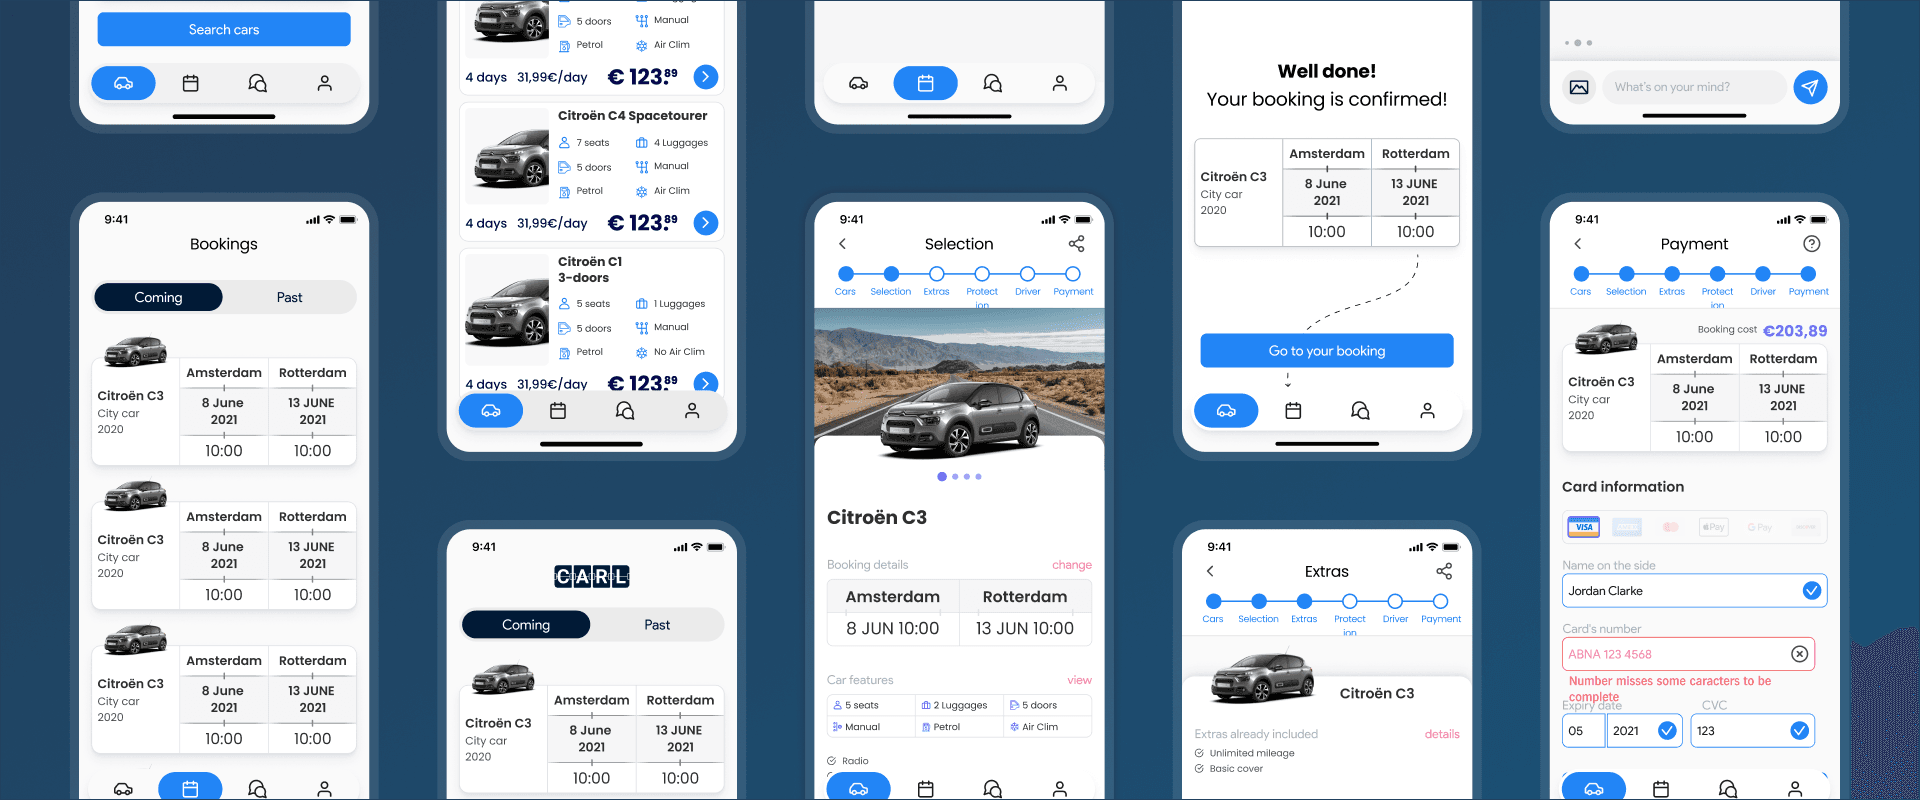 Search cars
9:41
Bookings
Coming Past
Amsterdam Rotterdam
Citroën C3
City car
2020
8 June
2021
13 JUNE
2021
10:00 10:00
Amsterdam Rotterdam
Citroën C3
City car
2020
8 June
2021
13 JUNE
2021
10:00 10:00
Amsterdam Rotterdam
Citroën C3
City car
2020
8 June
2021
13 JUNE
2021
10:00 10:00
5 doors Manual
Petrol Air Clim
4 days 31,99€/day € 123.89
Citroën C4 Spacetourer
7 seats 4 Luggages
5 doors Manual
Petrol Air Clim
4 days 31,99€/day € 123.89
Citroën C1
3-doors
5 seats 1 Luggages
5 doors Manual
Petrol No Air Clim
4 days 31,99€/day € 123.89
9:41
CARL
Coming Past
Amsterdam Rotterdam
Citroën C3
City car
2020
8 June
2021
13 JUNE
2021
10:00 10:00
9:41
Selection
Cars Selection Extras Protect
ion Driver Payment
Citroën C3
Booking details change
Amsterdam Rotterdam
8 JUN 10:00 13 JUN 10:00
Car features view
5 seats 2 Luggages 5 doors
Manual Petrol Air Clim
Radio
Well done!
Your booking is confirmed!
Amsterdam Rotterdam
Citroën C3
City car
2020
8 June
2021
13 JUNE
2021
10:00 10:00
Go to your booking
9:41
Extras
Cars Selection Extras Protect
ion Driver Payment
Citroën C3
Extras already included details
Unlimited mileage
Basic cover
What's on your mind?
9:41
Payment
Cars Selection Extras Protect
ion Driver Payment
Booking cost €203,89
Amsterdam Rotterdam
Citroën C3
City car
2020
8 June
2021
13 JUNE
2021
10:00 10:00
Card information
VISA Pay G Pay
Name on the side
Jordan Clarke
Card's number
ABNA 123 4568
Number misses some caracters to be
complete
Expiry date CVC
05 2021 123